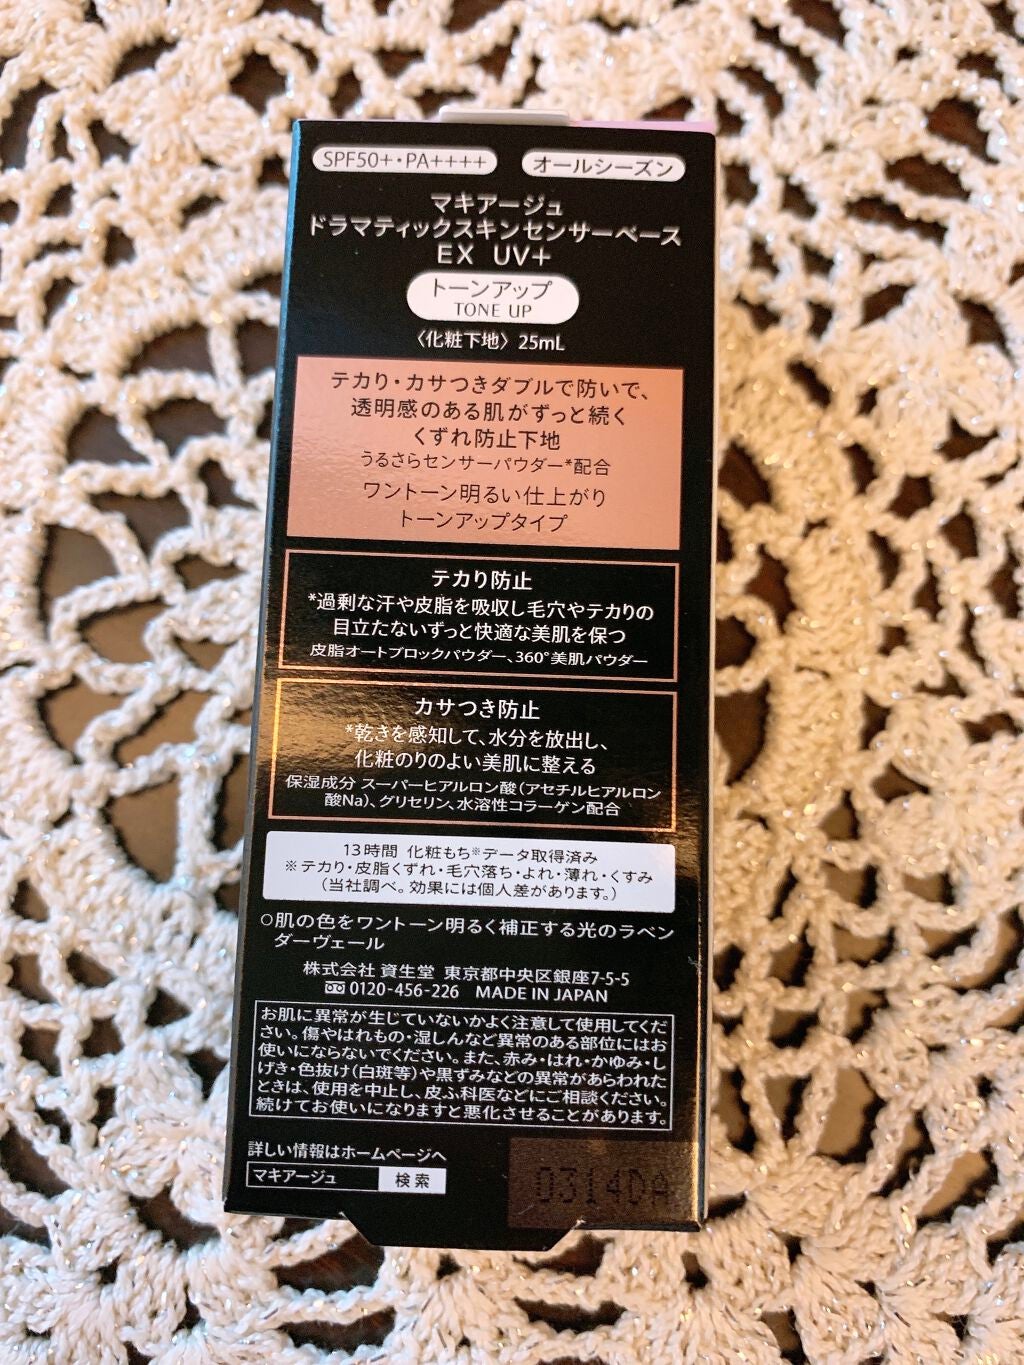 SPF50+・PA++++
オールシーズン
マキアージュ
ドラマティックスキンセンサーベース
EX UV+
トーンアップ
TONE UP
〈化粧下地〉25mL
テカり・カサつきダブルで防いで、
透明感のある肌がずっと続く
くずれ防止下地
うるさらセンサーパウダー*配合
ワントーン明るい仕上がり
トーンアップタイプ
テカり防止
*過剰な汗や皮脂を吸収し毛穴やテカりの
目立たないずっと快適な美肌を保つ
皮脂オートブロックパウダー、360°美肌パウダー
カサつき防止
*乾きを感知して、水分を放出し、
化粧のりのよい美肌に整える
保湿成分 スーパーヒアルロン酸(アセチルヒアルロン
酸Na)、グリセリン、水溶性コラーゲン配合
13時間 化粧もち※データ取得済み
※テカり・皮脂くずれ・毛穴落ち・よれ・薄れ・くすみ
(当社調べ。効果には個人差があります。)
○肌の色をワントーン明るく補正する光のラベン
ダーヴェール
株式会社 資生堂 東京都中央区銀座7-5-5
0120-456-226 MADE IN JAPAN
お肌に異常が生じていないかよく注意して使用してくだ
さい。傷やはれもの・湿しんなど異常のある部位にはお
使いにならないでください。また、赤み・はれ・かゆみ・し
げき・色抜け(白斑等)や黒ずみなどの異常があらわれた
ときは、使用を中止し、皮ふ科医などにご相談ください。
続けてお使いになりますと悪化させることがあります。
詳しい情報はホームページへ
マキアージュ 検索
0314DA